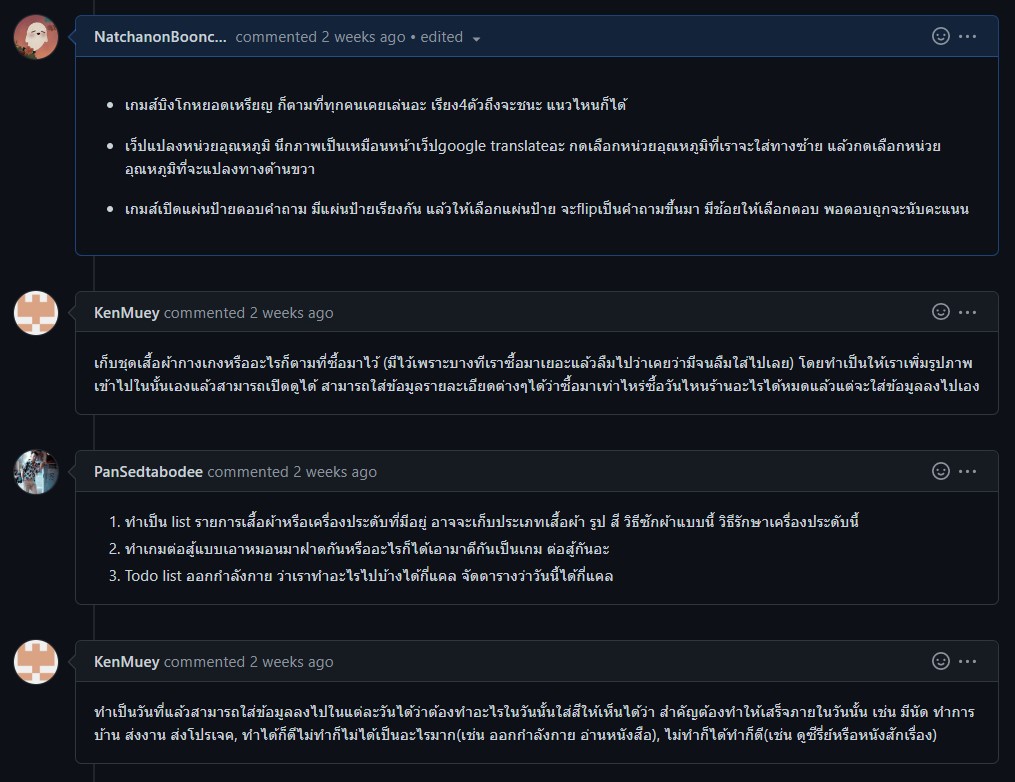 NatchanonBoonc... commented 2 weeks ago • edited
• เกมส์บิงโกหยอดเหรียญ ก็ตามที่ทุกคนเคยเล่นอะ เรียง4ตัวถึงจะชนะ แนวไหนก็ได้
• เว็ปแปลงหน่วยอุณหภูมิ นึกภาพเป็นเหมือนหน้าเว็ปgoogle translateอะ กดเลือกหน่วยอุณหภูมิที่เราจะใส่ทางซ้าย แล้วกดเลือกหน่วย
อุณหภูมิที่จะแปลงทางด้านขวา
• เกมส์เปิดแผ่นป้ายตอบคำถาม มีแผ่นป้ายเรียงกัน แล้วให้เลือกแผ่นป้าย จะflipเป็นคำถามขึ้นมา มีช้อยให้เลือกตอบ พอตอบถูกจะนับคะแนน
KenMuey commented 2 weeks ago
เก็บชุดเสื้อผ้ากางเกงหรืออะไรก็ตามที่ซื้อมาไว้ (มีไว้เพราะบางทีเราซื้อมาเยอะแล้วลืมไปว่าเคยว่ามีจนลืมใส่ไปเลย) โดยทำเป็นให้เราเพิ่มรูปภาพ
เข้าไปในนั้นเองแล้วสามารถเปิดดูได้ สามารถใส่ข้อมูลรายละเอียดต่างๆได้ว่าซื้อมาเท่าไหร่ซื้อวันไหนร้านอะไรได้หมดแล้วแต่จะใส่ข้อมูลลงไปเอง
PanSedtabodee commented 2 weeks ago
1. ทำเป็น list รายการเสื้อผ้าหรือเครื่องประดับที่มีอยู่ อาจจะเก็บประเภทเสื้อผ้า รูป สี วิธีซักผ้าแบบนี้ วิธีรักษาเครื่องประดับนี้
2. ทำเกมต่อสู้แบบเอาหมอนมาฝาดกันหรืออะไรก็ได้เอามาตีกันเป็นเกม ต่อสู้กันอะ
3. Todo list ออกกำลังกาย ว่าเราทำอะไรไปบ้างได้กี่แคล จัดตารางว่าวันนี้ได้กี่แคล
KenMuey commented 2 weeks ago
ทำเป็นวันที่แล้วสามารถใส่ข้อมูลลงไปในแต่ละวันได้ว่าต้องทำอะไรในวันนั้นใส่สีให้เห็นได้ว่า สำคัญต้องทำให้เสร็จภายในวันนั้น เช่น มีนัด ทำการ
บ้าน ส่งงาน ส่งโปรเจค, ทำได้ก็ดีไม่ทำก็ไม่ได้เป็นอะไรมาก(เช่น ออกกำลังกาย อ่านหนังสือ), ไม่ทำก็ได้ทำก็ดี(เช่น ดูซีรี่ย์หรือหนังสักเรื่อง)